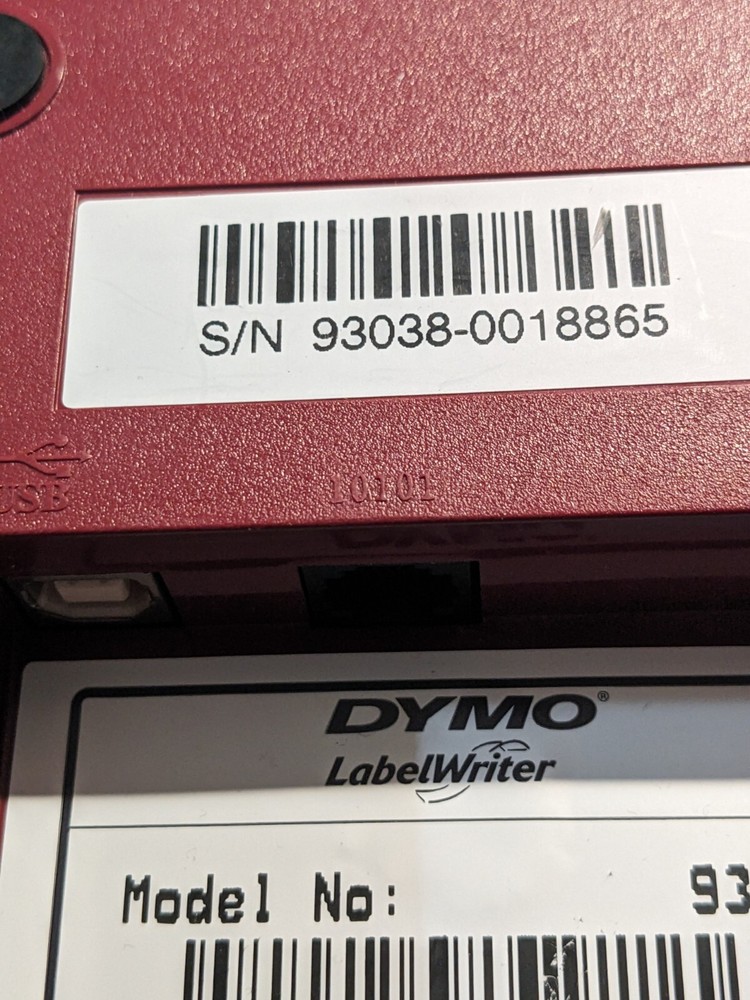 S/N 93038-0018865
USB
10101
DYMO®
LabelWriter
Model No: 93